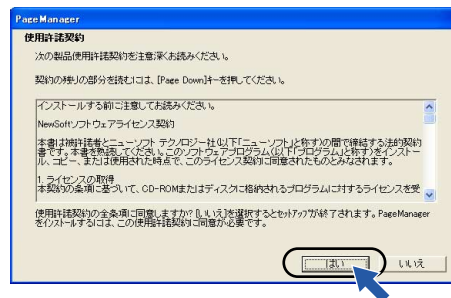 PageManager
使用許諾契約
次の製品使用許諾契約を注意深くお読みください。
契約の残りの部分を読むには、[Page Down]キーを押してください。
インストールする前に注意してお読みください。
NewSoftソフトウェアライセンス契約
本書は被許諾者とニューソフト テクノロジー社(以下「ニューソフト」と称す)の間で締結する法的契約
書です。本書を熟読してください。このソフトウェアプログラム(以下「プログラム」と称す)をインストー
ル、コピー、または使用された時点で、このライセンス契約に同意されたものとみなされます。
1. ライセンスの取得
本契約の条項に基づいて、CD-ROMまたはディスクに格納されるプログラムに対するライセンスを受
使用許諾契約の全条項に同意しますか?[いいえ]を選択するとセットアップが終了されます。PageManager
をインストールするには、この使用許諾契約に同意が必要です。
はい
いいえ